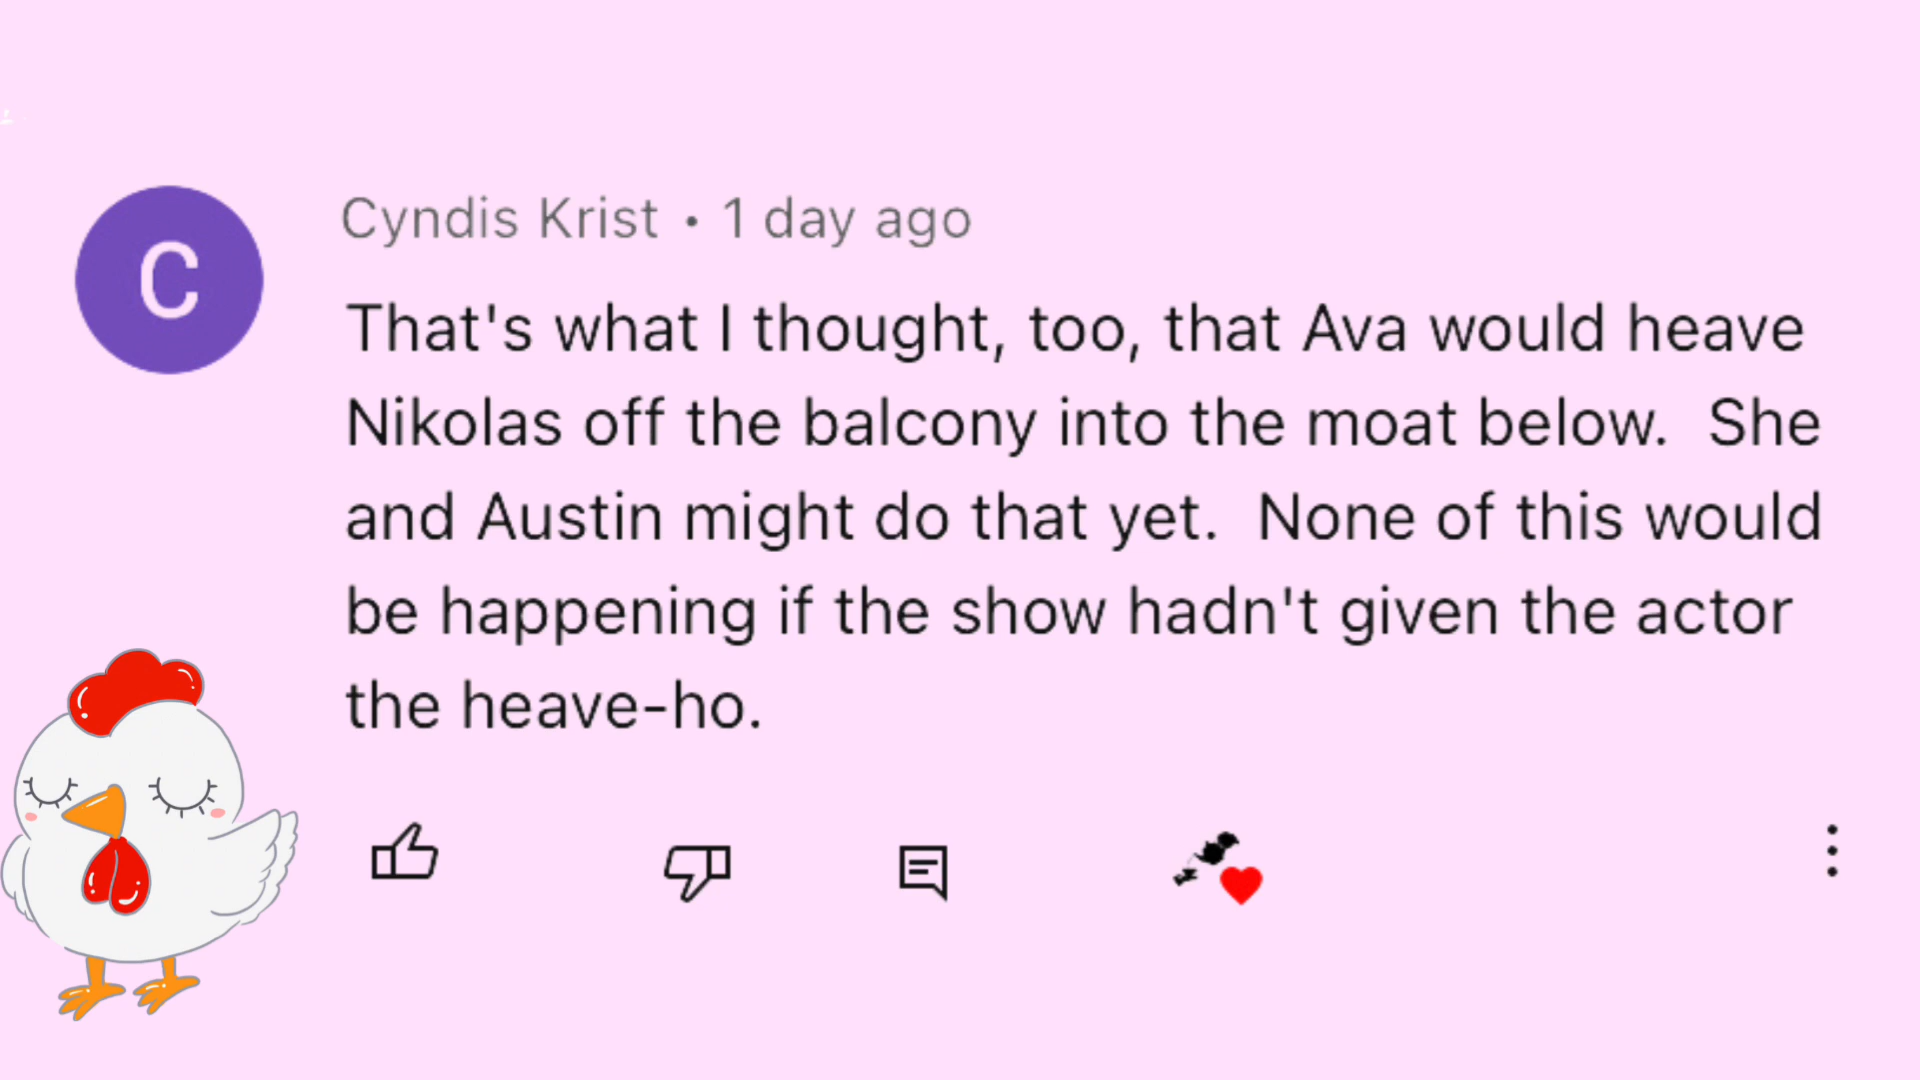 Cyndis Krist • 1 day ago
C
That's what I thought, too, that Ava would heave
Nikolas off the balcony into the moat below.  She
and Austin might do that yet.  None of this would
be happening if the show hadn't given the actor
the heave-ho.